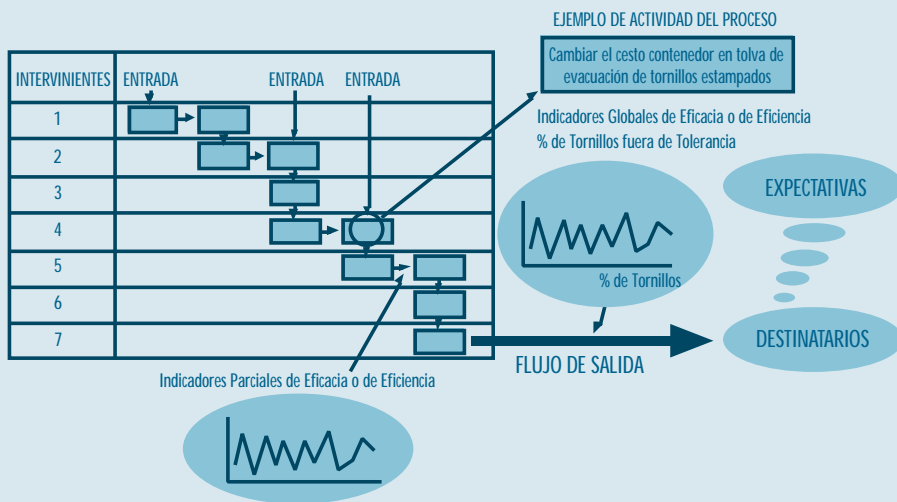 EJEMPLO DE ACTIVIDAD DEL PROCESO
Cambiar el cesto contenedor en tolva de
evacuación de tornillos estampados
INTERVINIENTES
ENTRADA
ENTRADA
ENTRADA
1
2
3
4
5
6
7
Indicadores Globales de Eficacia o de Eficiencia
% de Tornillos fuera de Tolerancia
% de Tornillos
EXPECTATIVAS
DESTINATARIOS
FLUJO DE SALIDA
Indicadores Parciales de Eficacia o de Eficiencia